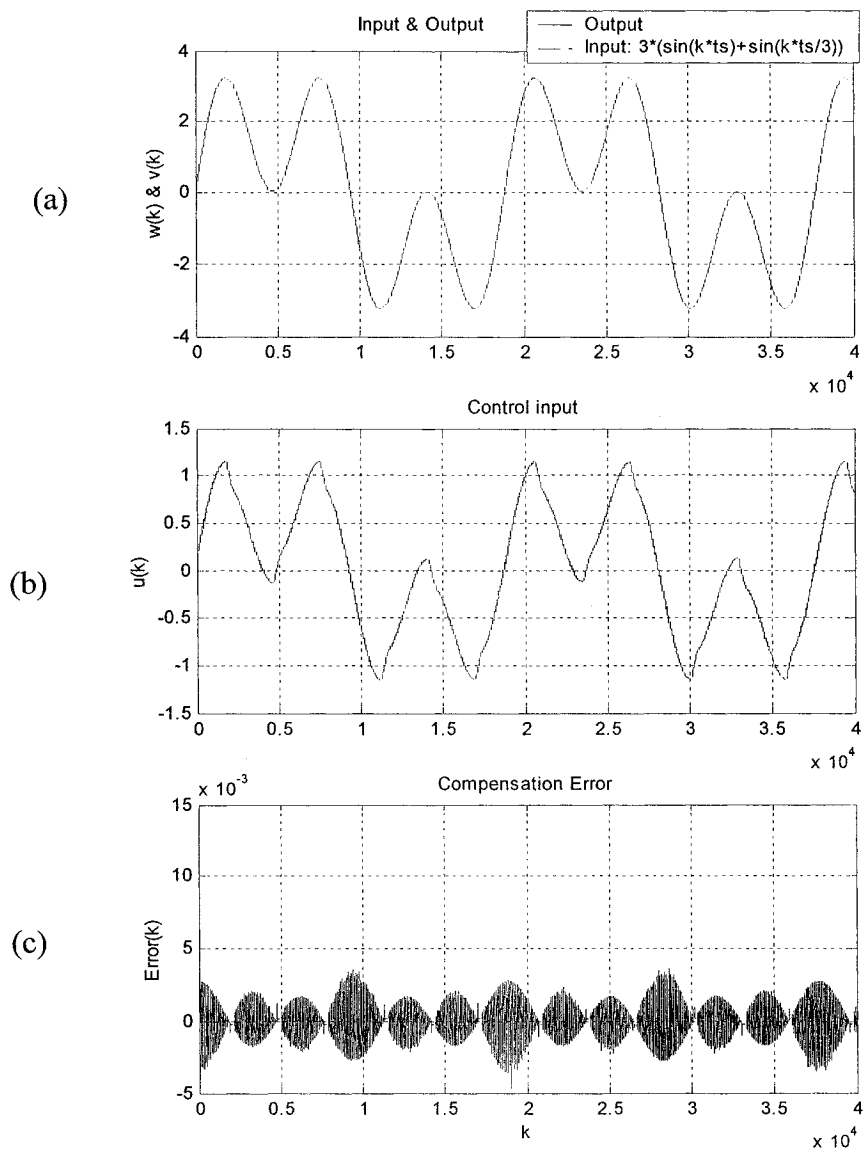 Input & Output
Output
Input: 3*(sin(k*ts)+sin(k*ts/3))
(a)
w(k) & v(k)
4
2
0
-2
-4
0 0.5 1 1.5 2 2.5 3 3.5 4
x 10^4
Control input
(b)
u(k)
1.5
1
0.5
0
-0.5
-1
-1.5
0 0.5 1 1.5 2 2.5 3 3.5 4
x 10^4
x 10^-3
Compensation Error
(c)
Error(k)
15
10
5
0
-5
0 0.5 1 1.5 2 2.5 3 3.5 4
k
x 10^4